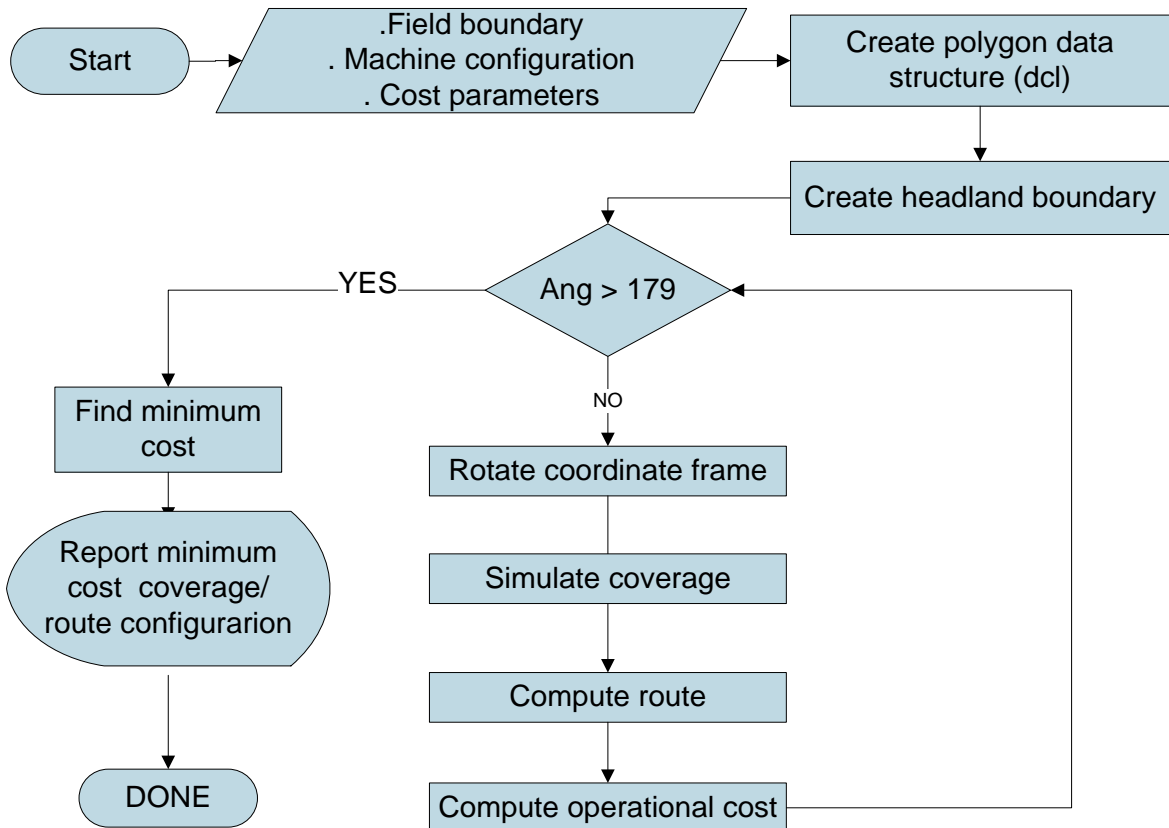 Start
.Field boundary
. Machine configuration
. Cost parameters
Create polygon data
structure (dcl)
Create headland boundary
Ang > 179
YES
NO
Find minimum
cost
Rotate coordinate frame
Report minimum
cost coverage/
route configurarion
Simulate coverage
Compute route
DONE
Compute operational cost